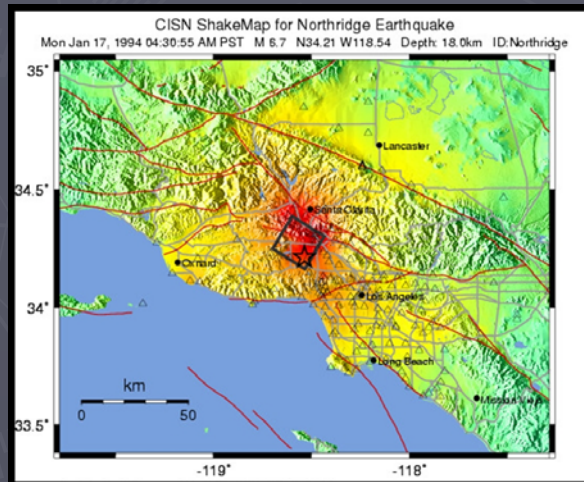 CISN ShakeMap for Northridge Earthquake
Mon Jan 17, 1994 04:30:55 AM PST M 6.7 N34.21 W118.54 Depth: 18.0km ID:Northridge
35°
Lancaster
34.5°
Santa Clarita
Oxnard
34°
Los Angeles
Long Beach
km
0 50
Mission Viejo
33.5°
-119° -118°